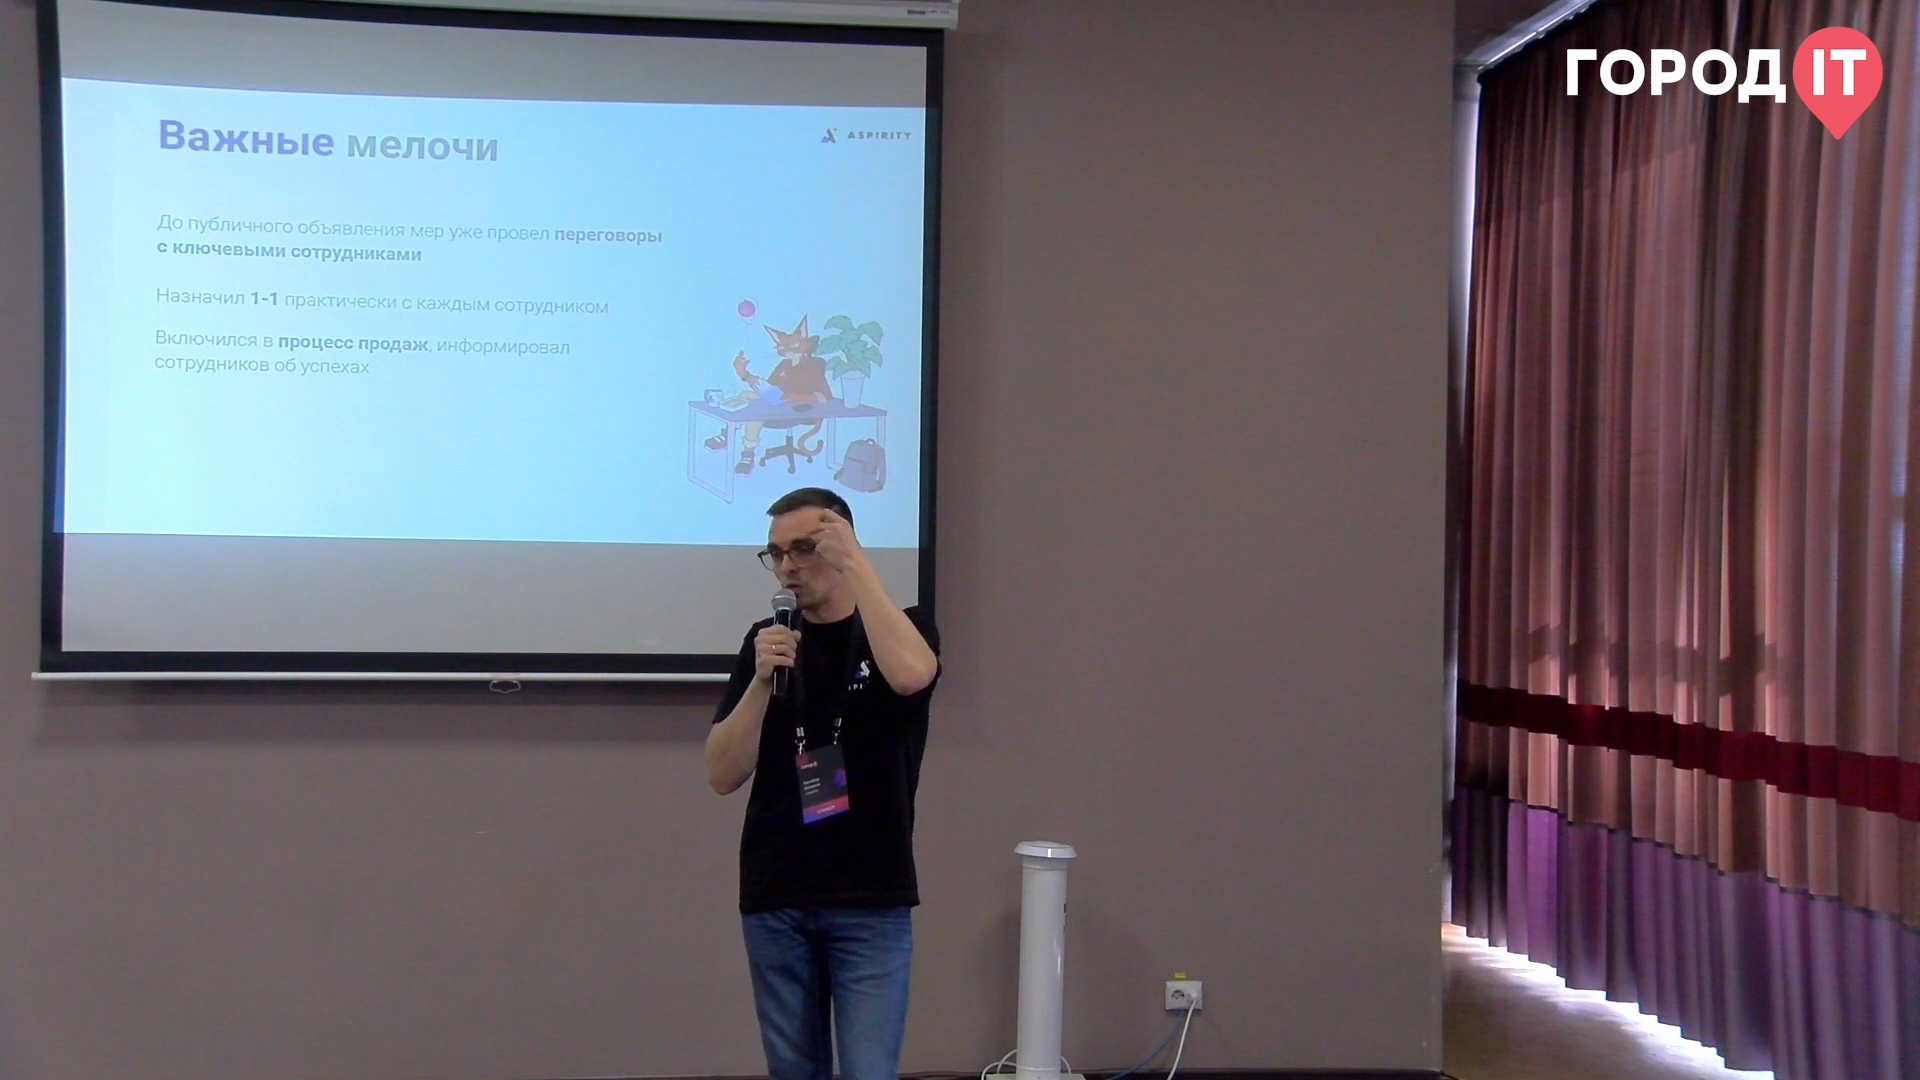 ГОРОД IT
Важные мелочи
ASPIRITY
До публичного объявления мер уже провел переговоры
с ключевыми сотрудниками
Назначил 1-1 практически с каждым сотрудником
Включился в процесс продаж, информировал
сотрудников об успехах